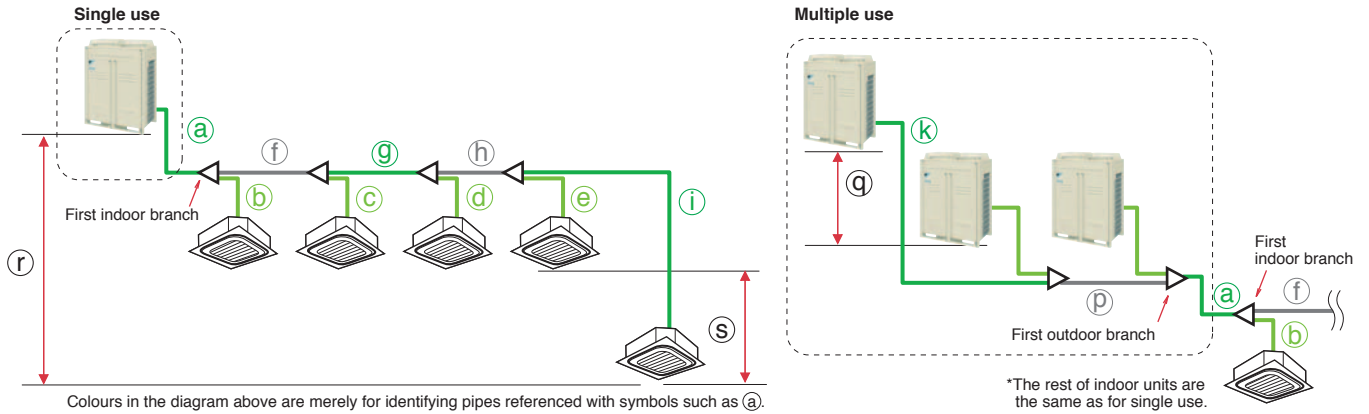 Single use
ⓐ
ⓕ
ⓖ
ⓗ
First indoor branch
ⓑ
ⓒ
ⓓ
ⓔ
ⓘ
ⓡ
ⓢ
Colours in the diagram above are merely for identifying pipes referenced with symbols such as ⓐ.
Multiple use
ⓚ
ⓠ
ⓟ
First outdoor branch
First
indoor branch
ⓐ
ⓕ
ⓑ
*The rest of indoor units are
the same as for single use.